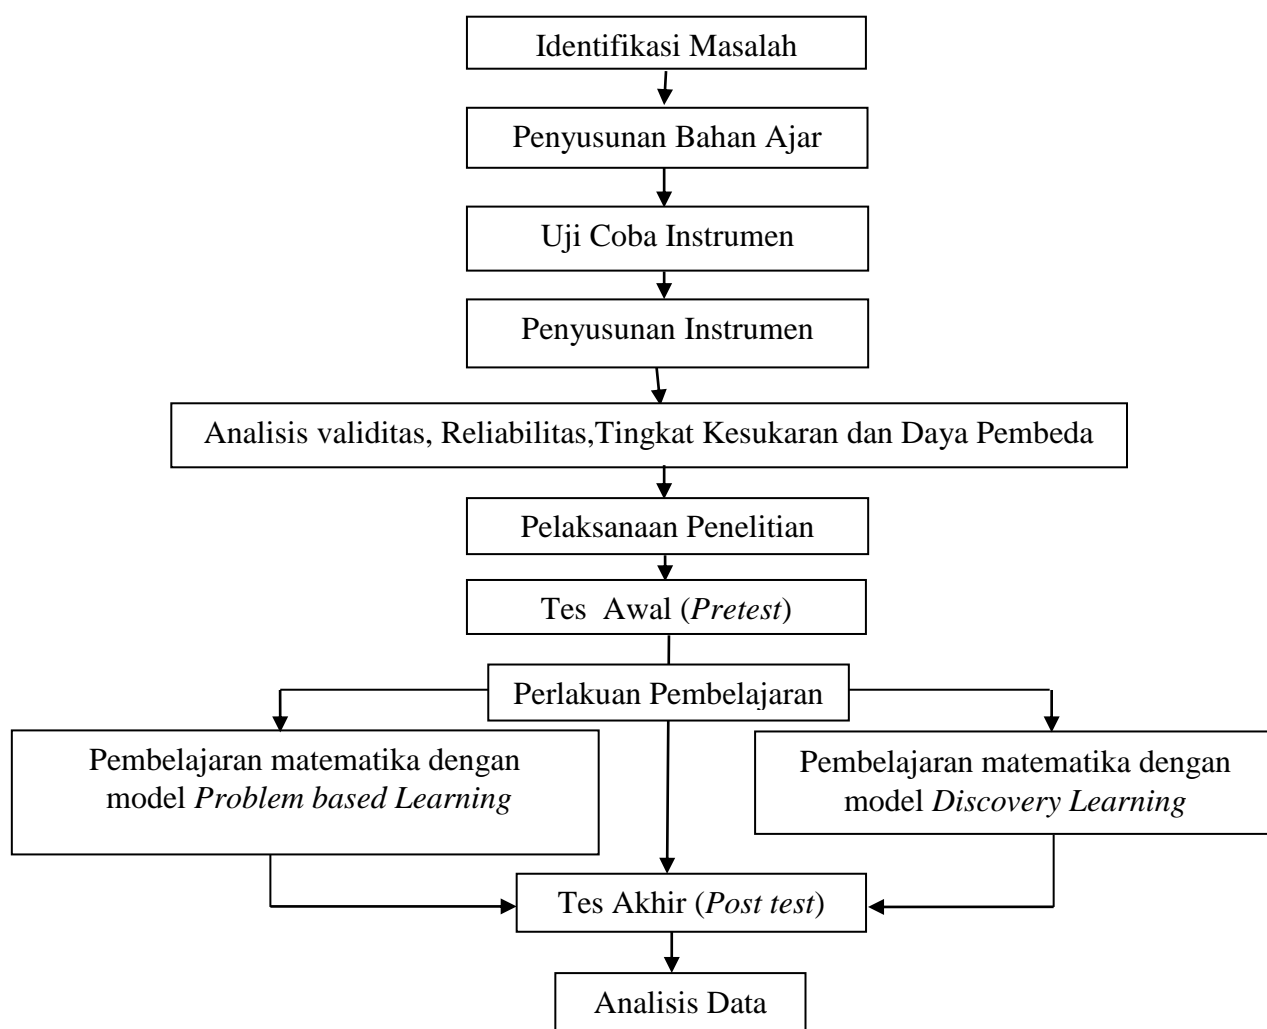 Identifikasi Masalah
Penyusunan Bahan Ajar
Uji Coba Instrumen
Penyusunan Instrumen
Analisis validitas, Reliabilitas,Tingkat Kesukaran dan Daya Pembeda
Pelaksanaan Penelitian
Tes Awal (Pretest)
Perlakuan Pembelajaran
Pembelajaran matematika dengan
model Problem based Learning
Pembelajaran matematika dengan
model Discovery Learning
Tes Akhir (Post test)
Analisis Data